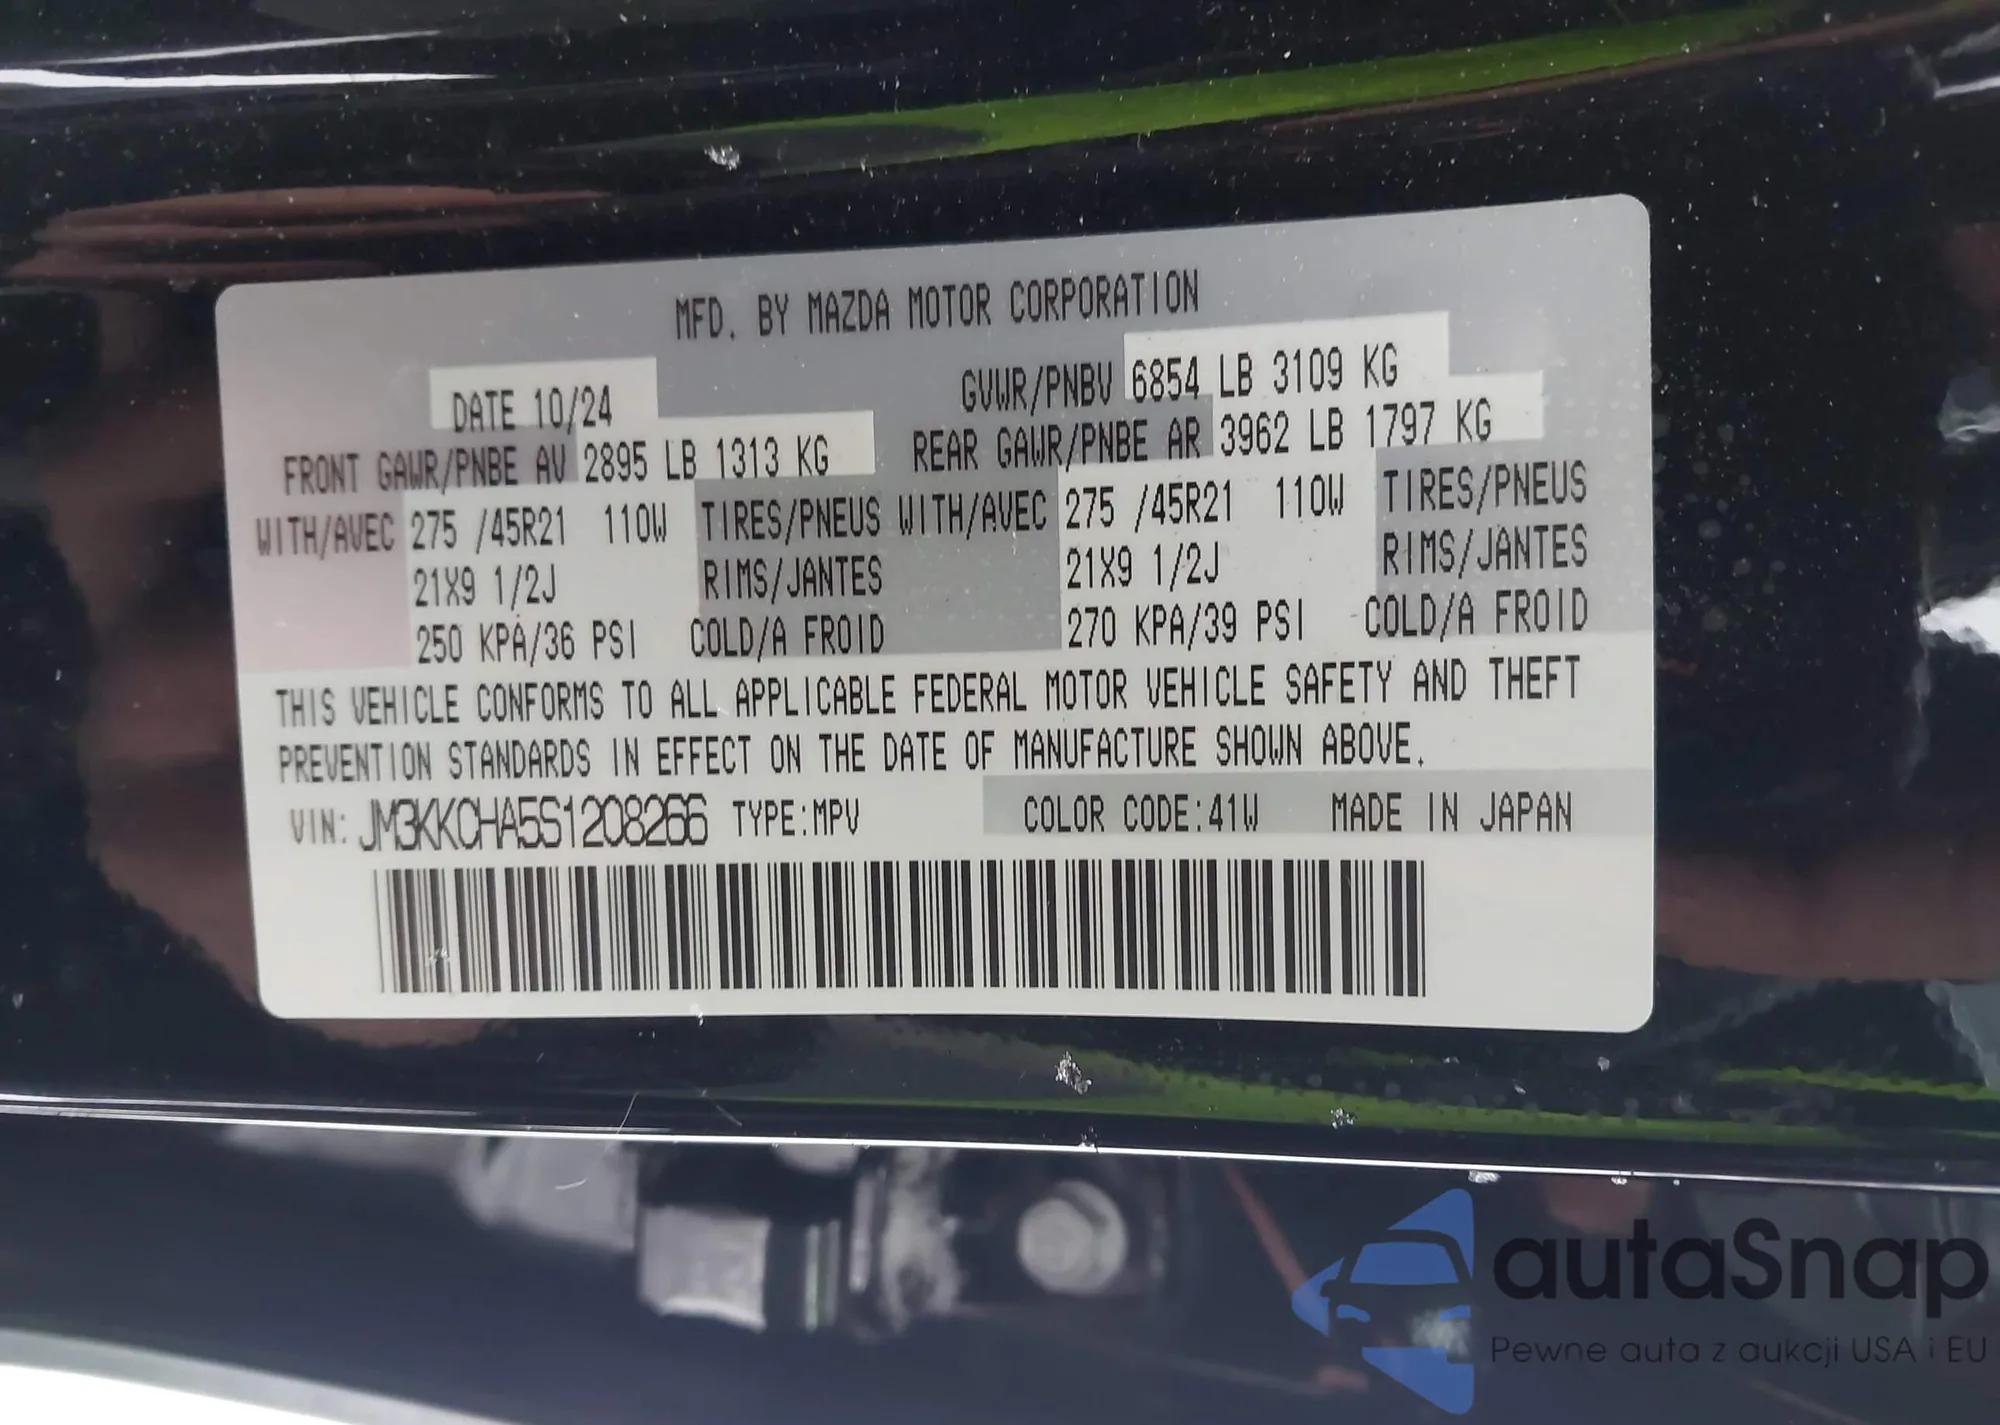 MFD. BY MAZDA MOTOR CORPORATION
DATE 10/24 GVWR/PNBV 6854 LB 3109 KG
FRONT GAWR/PNBE AV 2895 LB 1313 KG REAR GAWR/PNBE AR 3962 LB 1797 KG
WITH/AVEC 275 /45R21 110W TIRES/PNEUS WITH/AVEC 275 /45R21 110W TIRES/PNEUS
21X9 1/2J RIMS/JANTES 21X9 1/2J RIMS/JANTES
250 KPA/36 PSI COLD/A FROID 270 KPA/39 PSI COLD/A FROID
THIS VEHICLE CONFORMS TO ALL APPLICABLE FEDERAL MOTOR VEHICLE SAFETY AND THEFT
PREVENTION STANDARDS IN EFFECT ON THE DATE OF MANUFACTURE SHOWN ABOVE.
VIN: JM3KKCHA5S1208266 TYPE:MPV COLOR CODE:41W MADE IN JAPAN
autaSnap
Pewne auta z aukcji USA i EU